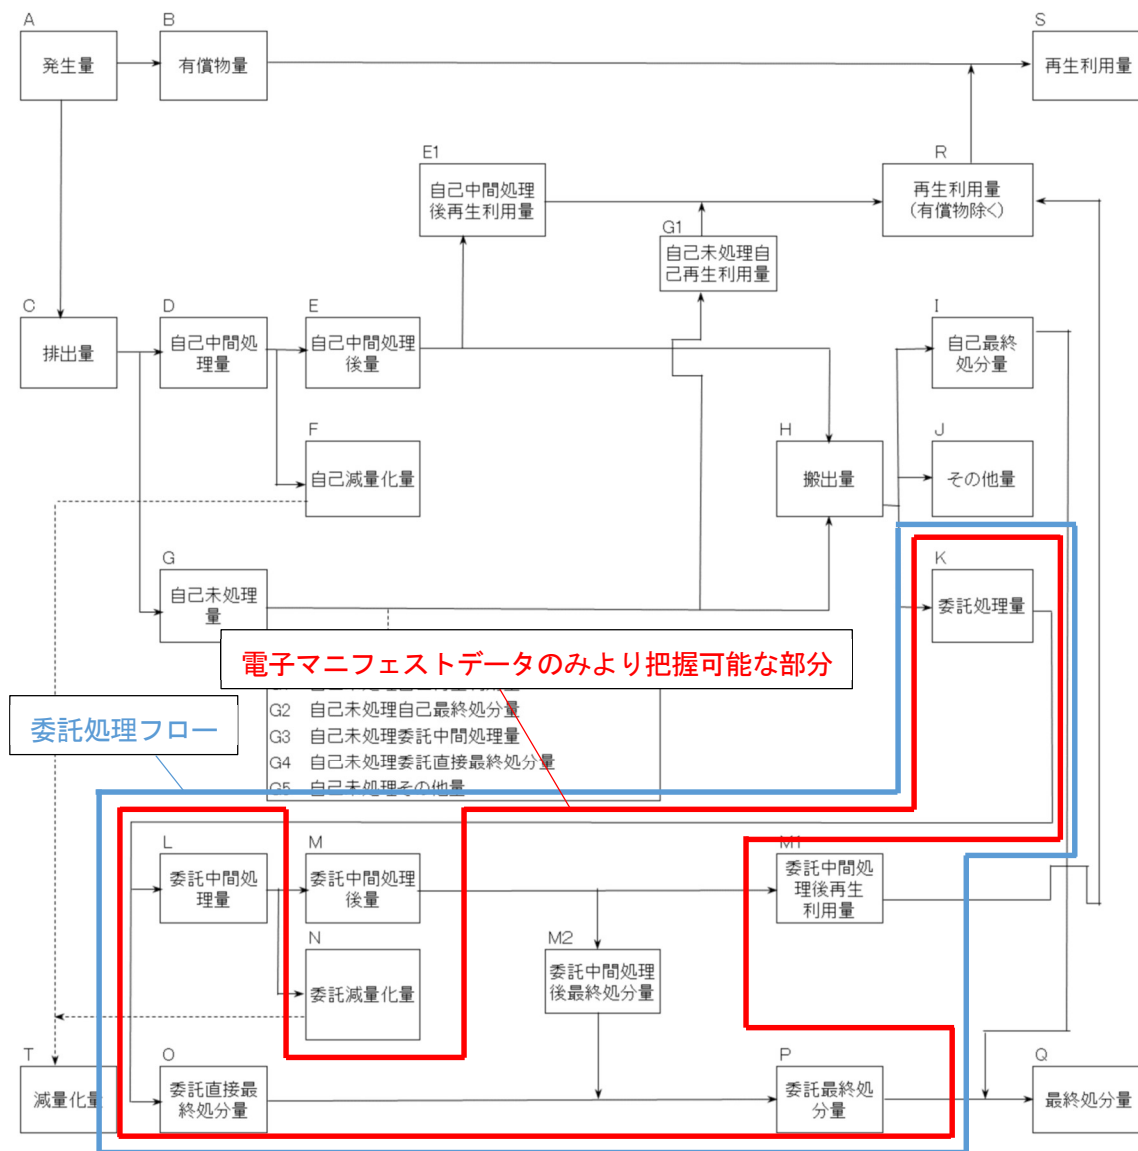 A
発生量
B
有償物量
S
再生利用量
E1
自己中間処理
後再生利用量
R
再生利用量
(有償物除く)
G1
自己未処理自
己再生利用量
C
排出量
D
自己中間処
理量
E
自己中間処理
後量
I
自己最終
処分量
F
自己減量化量
H
搬出量
J
その他量
G
自己未処理
量
K
委託処理量
電子マニフェストデータのみより把握可能な部分
委託処理フロー
G2 自己未処理自己最終処分量
G3 自己未処理委託中間処理量
G4 自己未処理委託直接最終処分量
G5 自己未処理その他量
L
委託中間処
理量
M
委託中間処理
後量
M1
委託中間処
理後再生
利用量
N
委託減量化量
M2
委託中間処理
後最終処分量
T
減量化量
O
委託直接最
終処分量
P
委託最終処
分量
Q
最終処分量